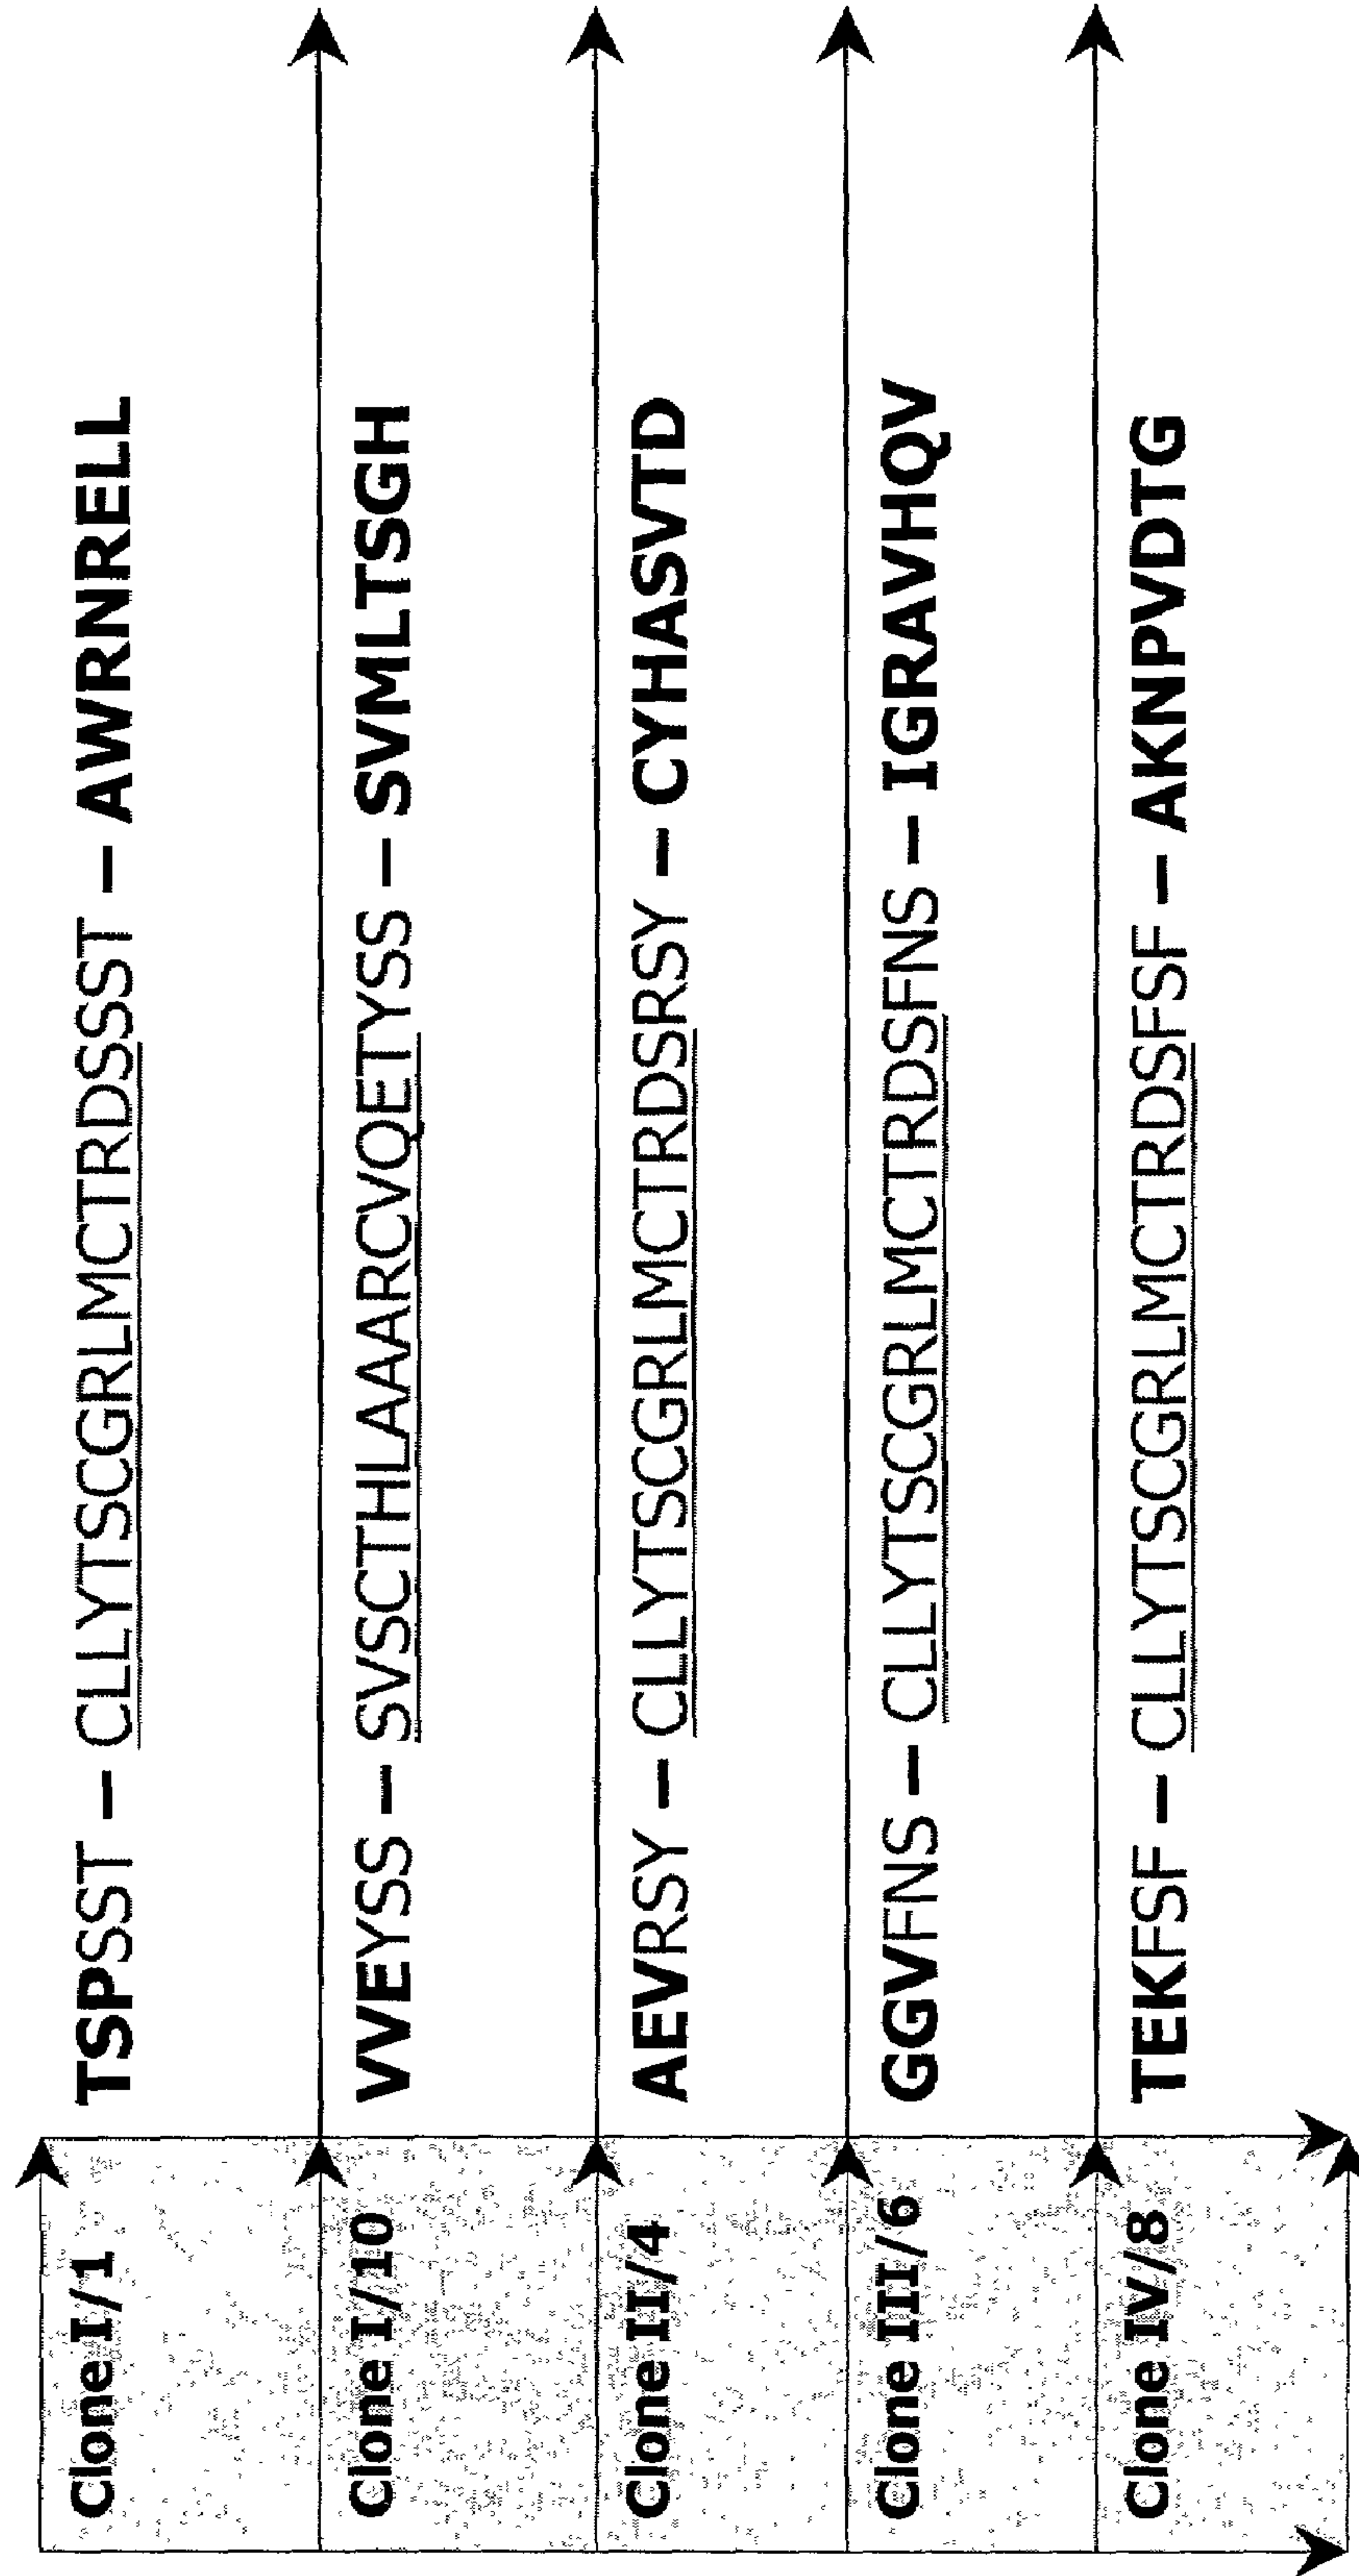 Clone I/1 TSPSST – CLLYTSCGRLMCTRDSSST – AWRNRELL
Clone I/10 VVEYSS – SVSCTHLAAARCVQETYSS – SVMLTSGH
Clone II/4 AEVRSY – CLLYTSCGRLMCTRDSRSY – CYHASVTD
Clone III/6 GGVFNS – CLLYTSCGRLMCTRDSFNS – IGRAVHQV
Clone IV/8 TEKFSF – CLLYTSCGRLMCTRDSFSF – AKNPVDTG